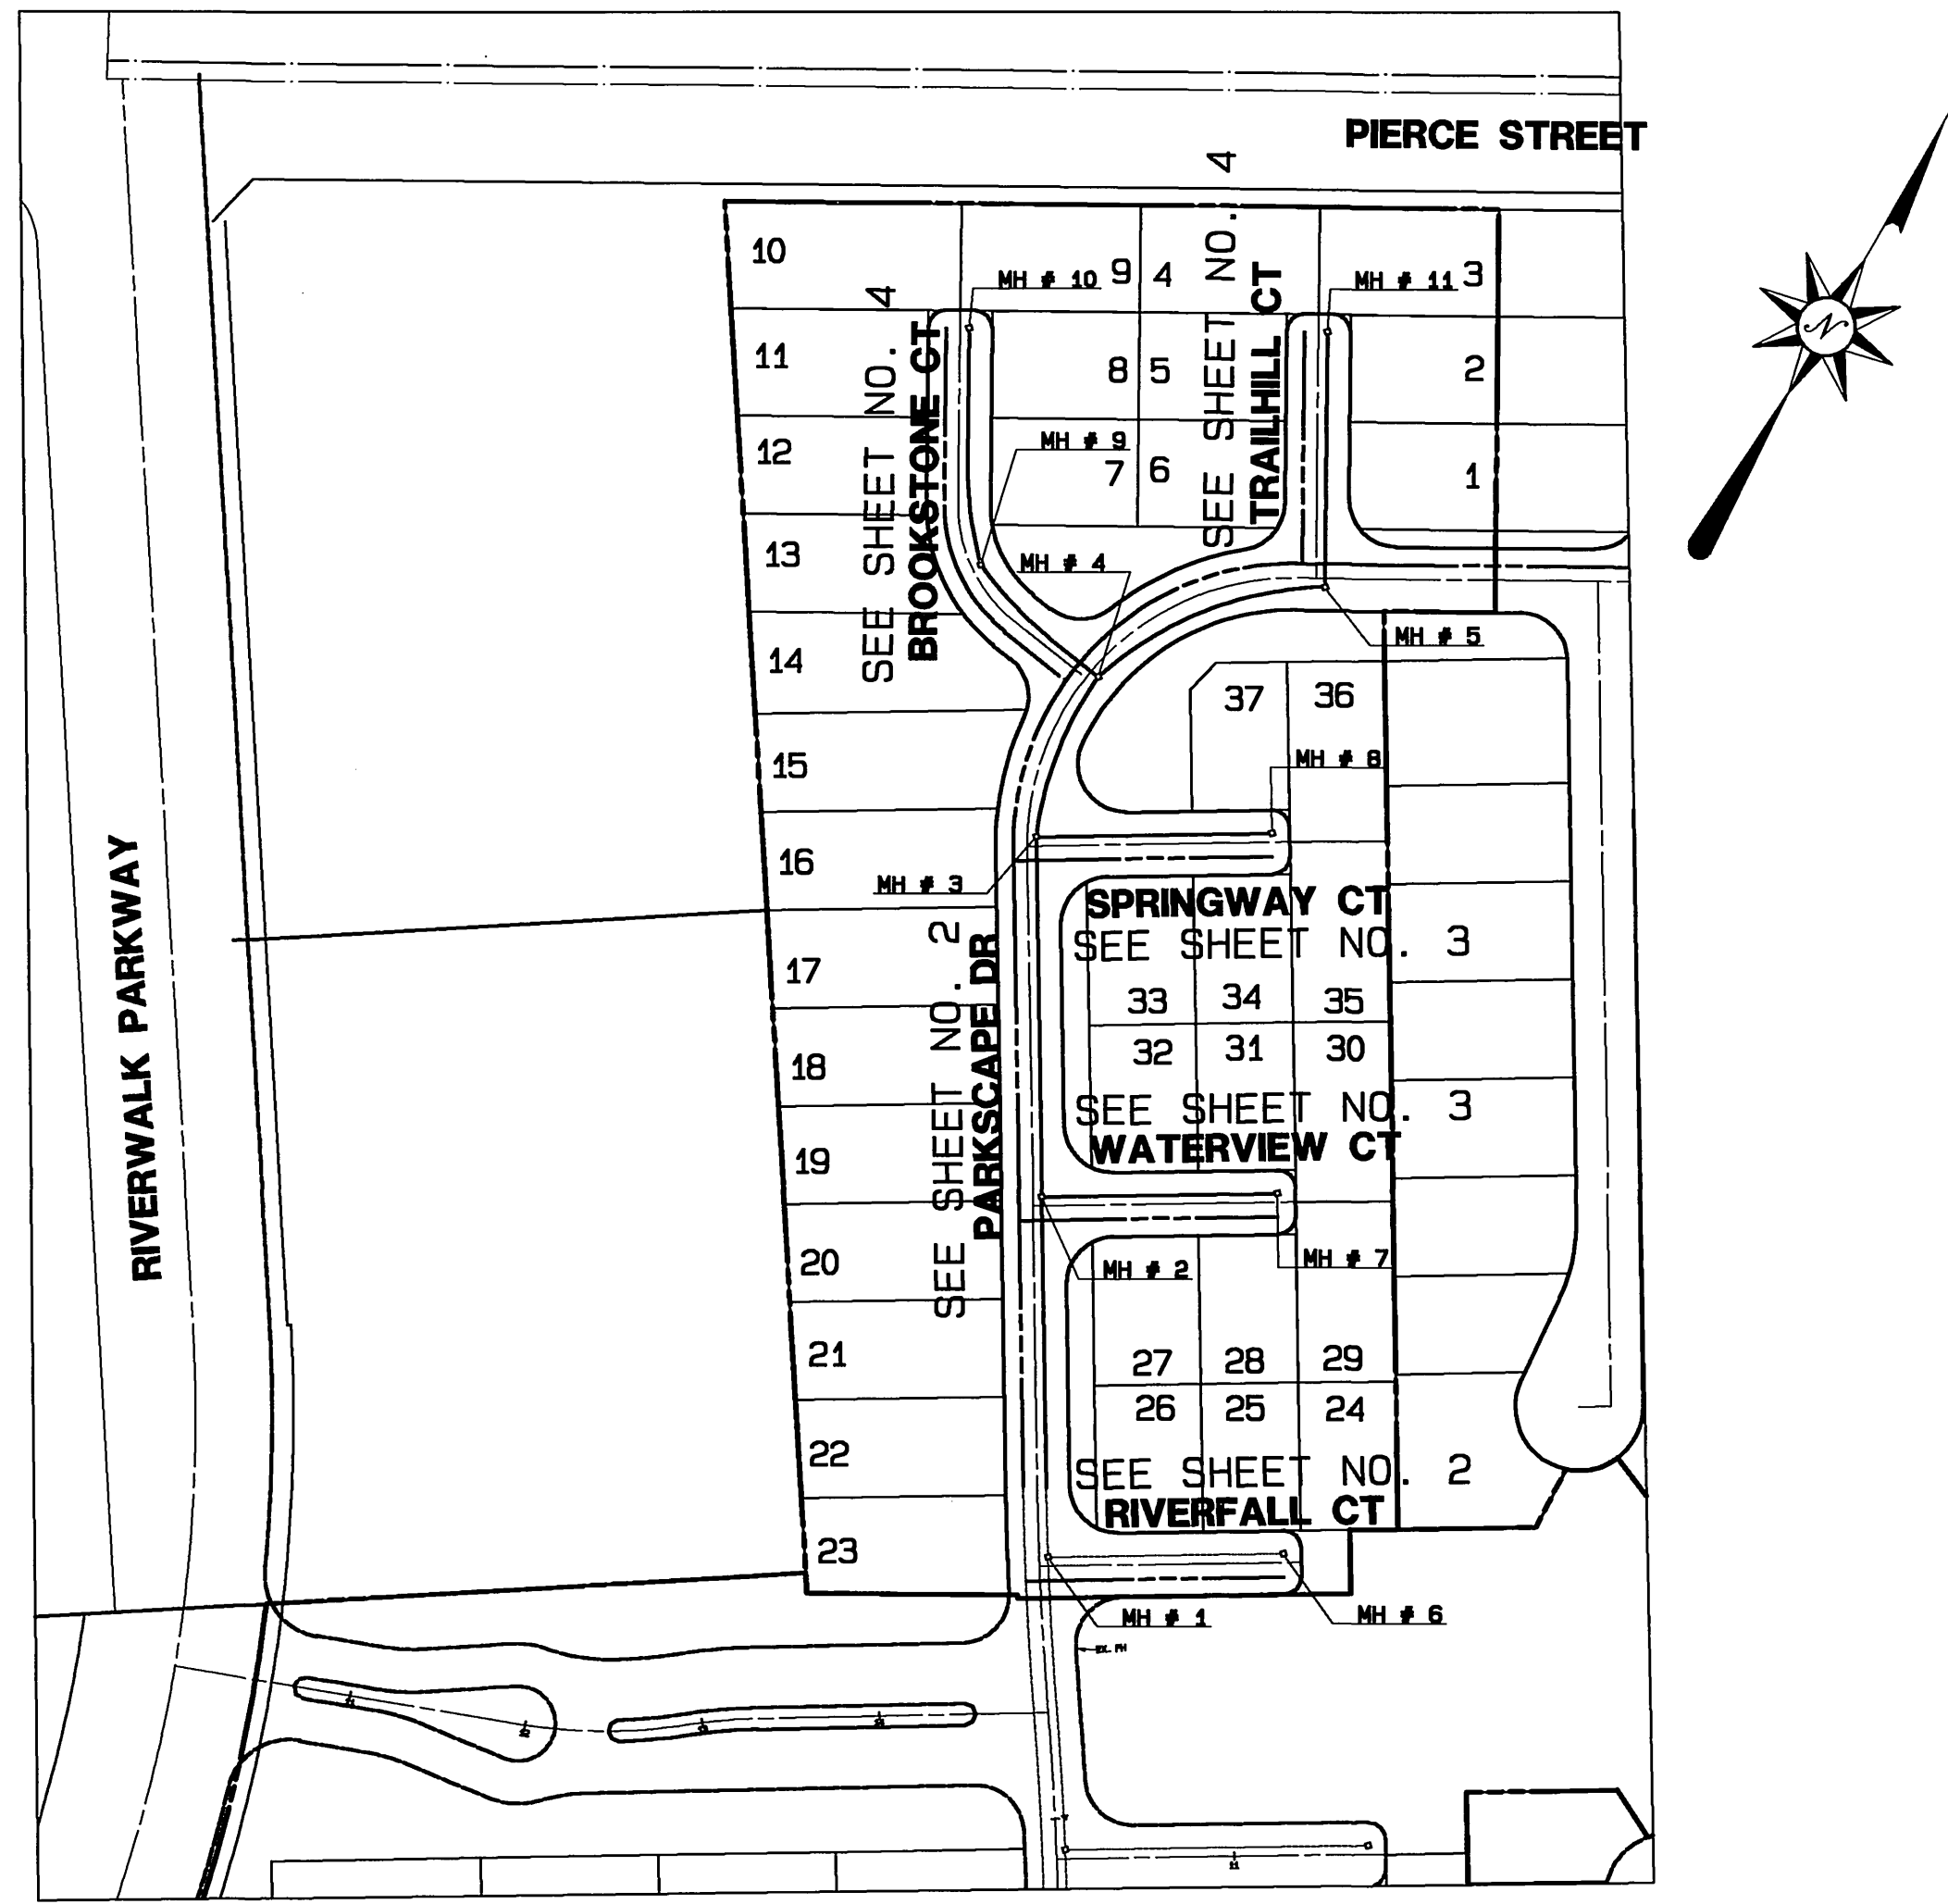 PIERCE STREET
SEE SHEET NO. 4
TRAILHILL CT
SEE SHEET NO. 4
BROOKSTONE CT
10
MH # 10
9
4
MH # 11
3
11
8
5
2
12
MH # 9
7
6
1
13
MH # 4
14
MH # 5
37
36
15
MH # 8
16
MH # 3
SPRINGWAY CT
SEE SHEET NO. 3
RIVERWALK PARKWAY
SEE SHEET NO. 2
PARKSCAPE DR
17
33
34
35
18
32
31
30
SEE SHEET NO. 3
WATERVIEW CT
19
20
MH # 2
MH # 7
21
27
28
29
26
25
24
22
SEE SHEET NO. 2
RIVERFALL CT
23
MH # 1
MH # 6
EX. FH
N